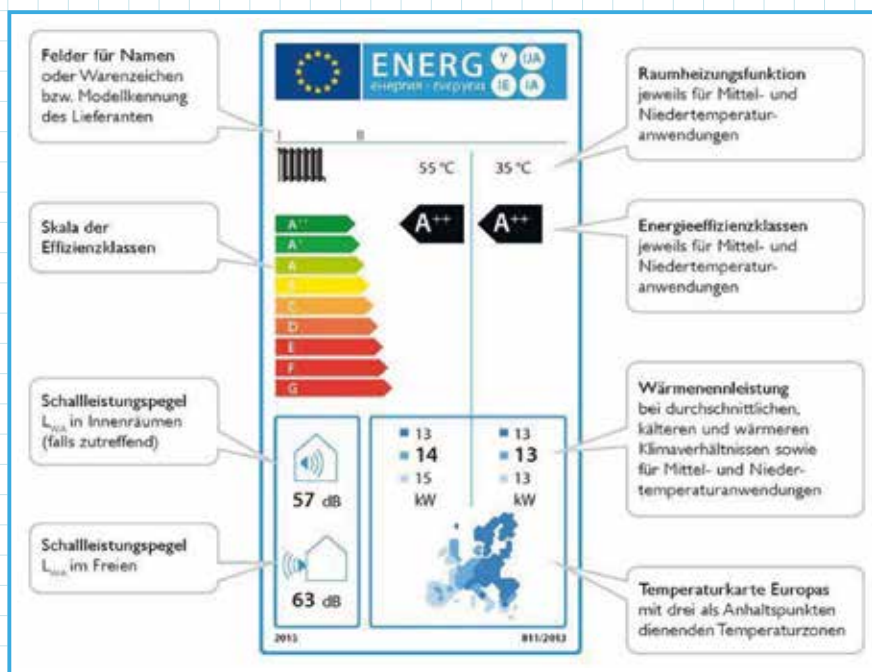 Felder für Namen
oder Warenzeichen
bzw. Modellkennung
des Lieferanten
Skala der
Effizienzklassen
Schallleistungspegel
L_WA in Innenräumen
(falls zutreffend)
Schallleistungspegel
L_WA im Freien
ENERG
Y IJA
IE IA
енергия · ενεργεια
I II
55 °C 35 °C
A++ A++
A++
A+
A
B
C
D
E
F
G
57 dB
63 dB
13 13
14 13
15 13
kW kW
2015 811/2013
Raumheizungsfunktion
jeweils für Mittel- und
Niedertemperatur-
anwendungen
Energieeffizienzklassen
jeweils für Mittel- und
Niedertemperatur-
anwendungen
Wärmenennleistung
bei durchschnittlichen,
kälteren und wärmeren
Klimaverhältnissen sowie
für Mittel- und Nieder-
temperaturanwendungen
Temperaturkarte Europas
mit drei als Anhaltspunkten
dienenden Temperaturzonen